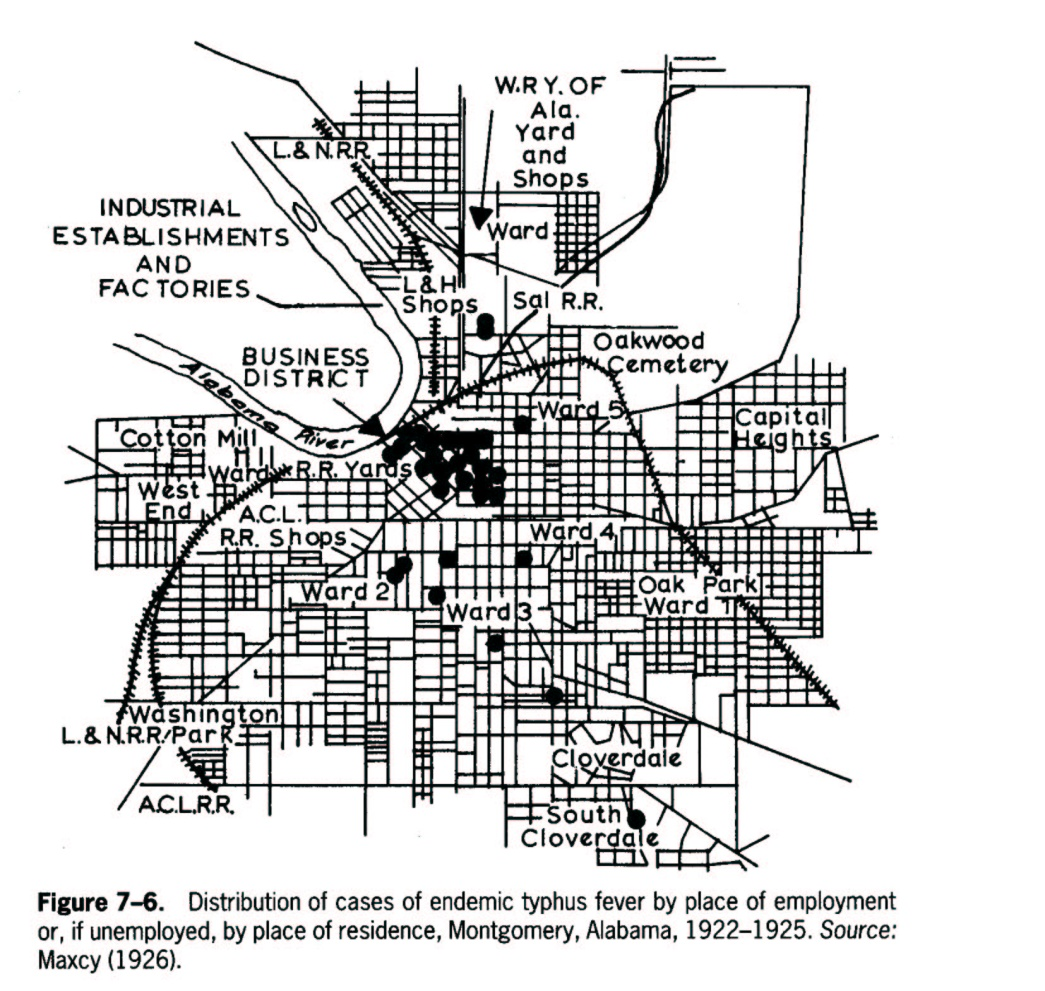 W.RY. OF
Ala.
Yard
and
Shops
L.& N.R.R.
INDUSTRIAL
ESTABLISHMENTS
AND
FACTORIES
Ward
L&H
Shops
Sal R.R.
Oakwood
Cemetery
BUSINESS
DISTRICT
Alabama River
Ward 5
Capital
Heights
Cotton Mill
Ward
R.R. Yards
West
End
A.C.L.
R.R. Shops
Ward 4
Ward 2
Oak Park
Ward 1
Ward 3
Washington
Park
L.& N.R.R.
Cloverdale
A.C.L.R.R.
South
Cloverdale
Figure 7–6. Distribution of cases of endemic typhus fever by place of employment
or, if unemployed, by place of residence, Montgomery, Alabama, 1922–1925. Source:
Maxcy (1926).